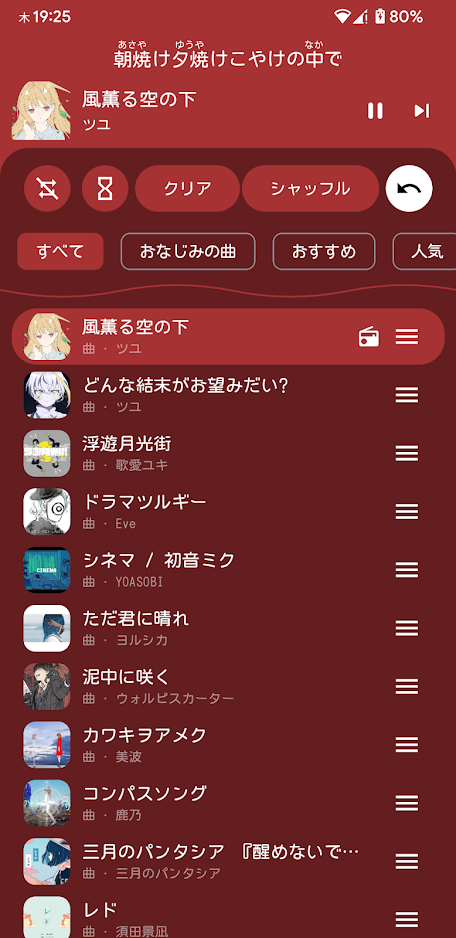 木 19:25 80%
あさや ゆうや なか
朝焼け夕焼けこやけの中で
風薫る空の下
ツユ
クリア シャッフル
すべて おなじみの曲 おすすめ 人気
風薫る空の下
曲 · ツユ
どんな結末がお望みだい?
曲 · ツユ
浮遊月光街
曲 · 歌愛ユキ
ドラマツルギー
曲 · Eve
シネマ / 初音ミク
曲 · YOASOBI
ただ君に晴れ
曲 · ヨルシカ
泥中に咲く
曲 · ウォルピスカーター
カワキヲアメク
曲 · 美波
コンパスソング
曲 · 鹿乃
三月のパンタシア 『醒めないで…
曲 · 三月のパンタシア
レド
曲 · 須田景凪